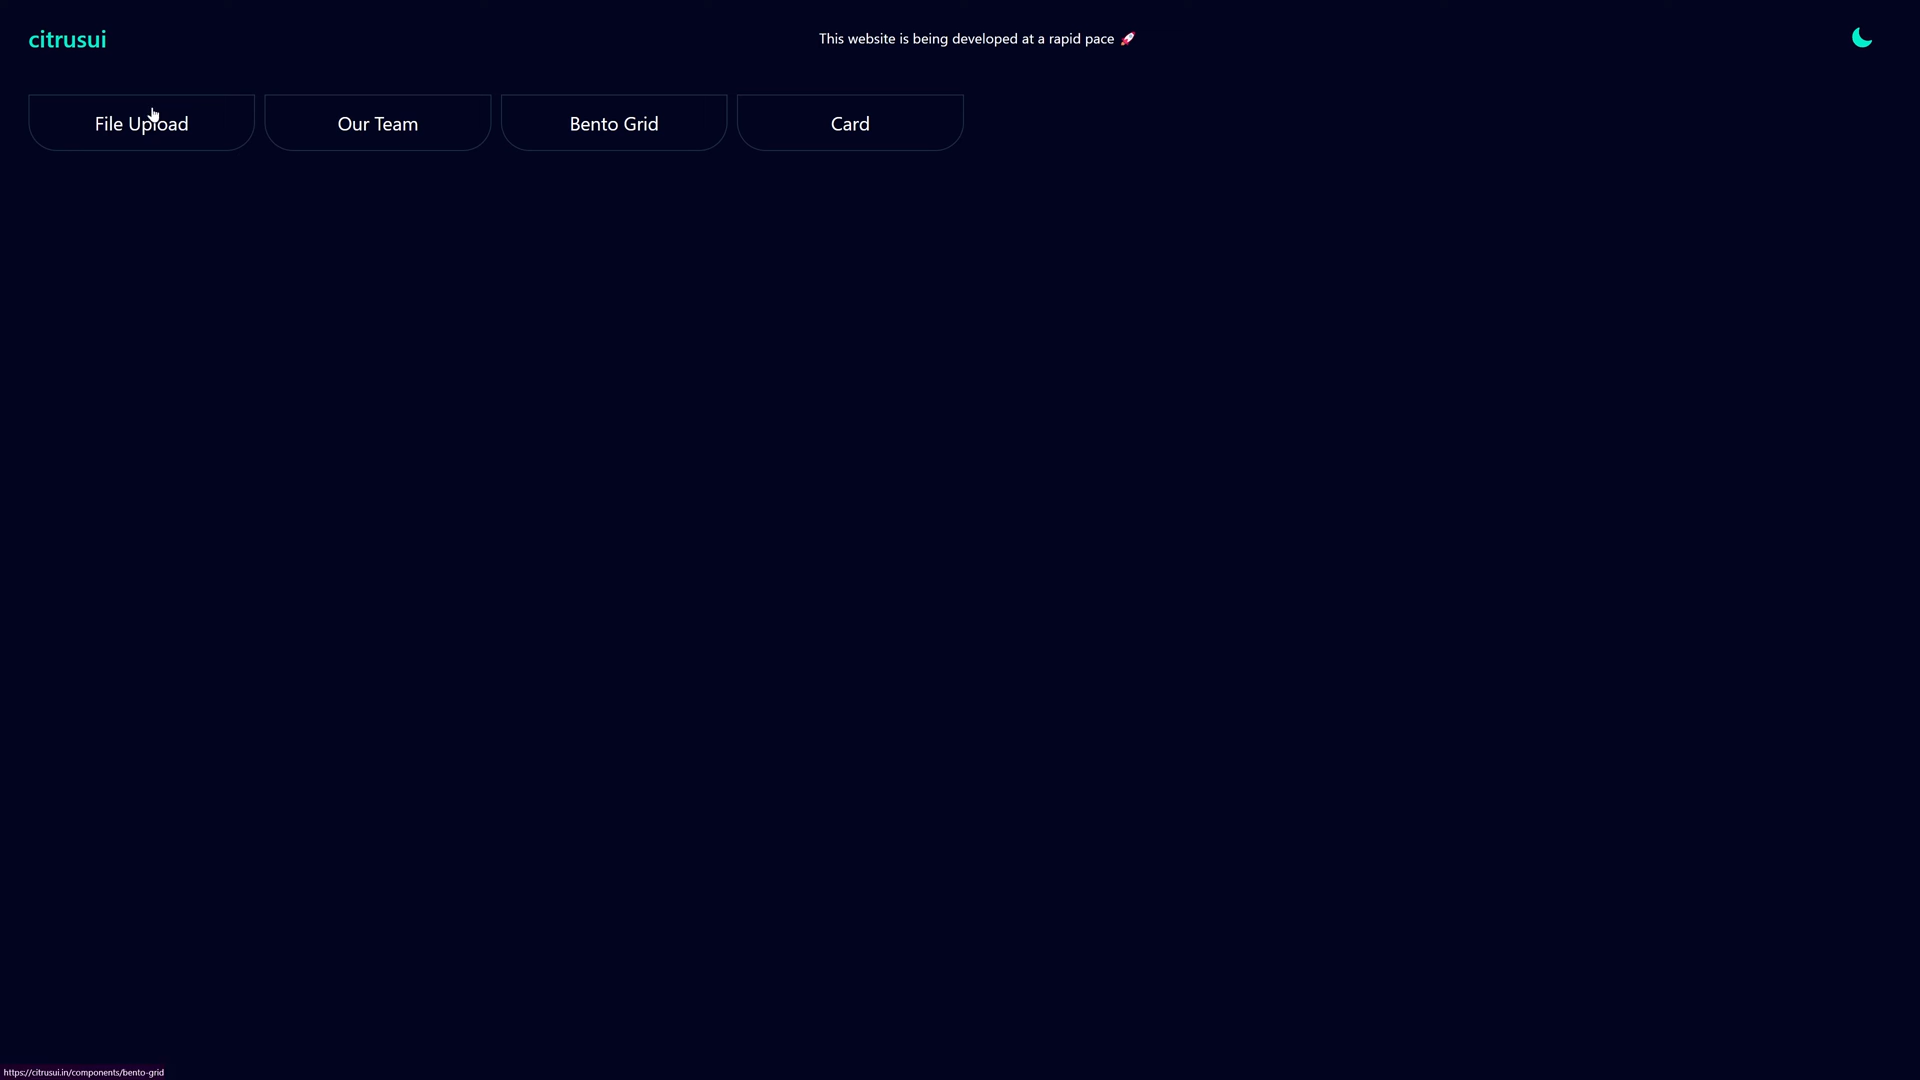 citrusui
This website is being developed at a rapid pace 🚀
File Upload
Our Team
Bento Grid
Card
https://citrusui.in/components/bento-grid